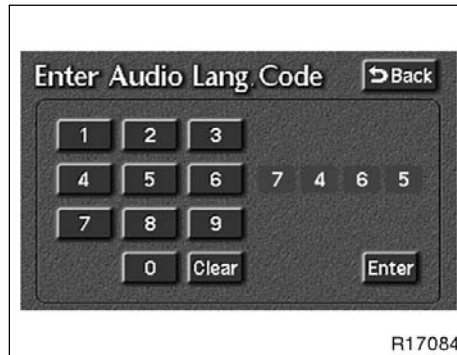 Enter Audio Lang. Code Back
1 2 3
4 5 6 7 4 6 5
7 8 9
0 Clear Enter
R17084